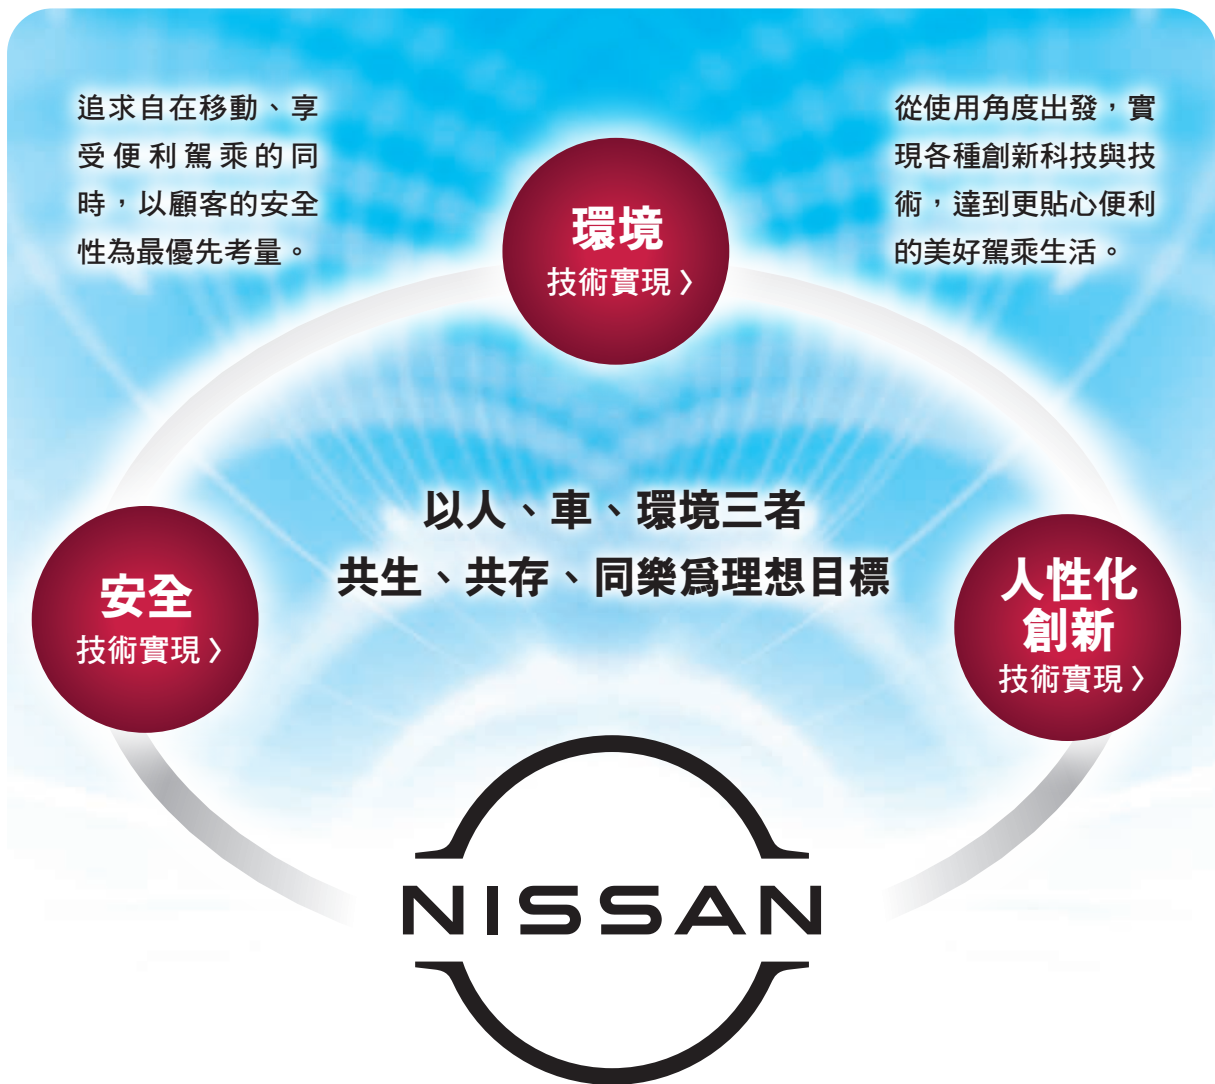 追求自在移動、享
受便利駕乘的同
時，以顧客的安全
性為最優先考量。
從使用角度出發，實
現各種創新科技與技
術，達到更貼心便利
的美好駕乘生活。
環境
技術實現〉
以人、車、環境三者
共生、共存、同樂爲理想目標
安全
技術實現〉
人性化
創新
技術實現〉
NISSAN